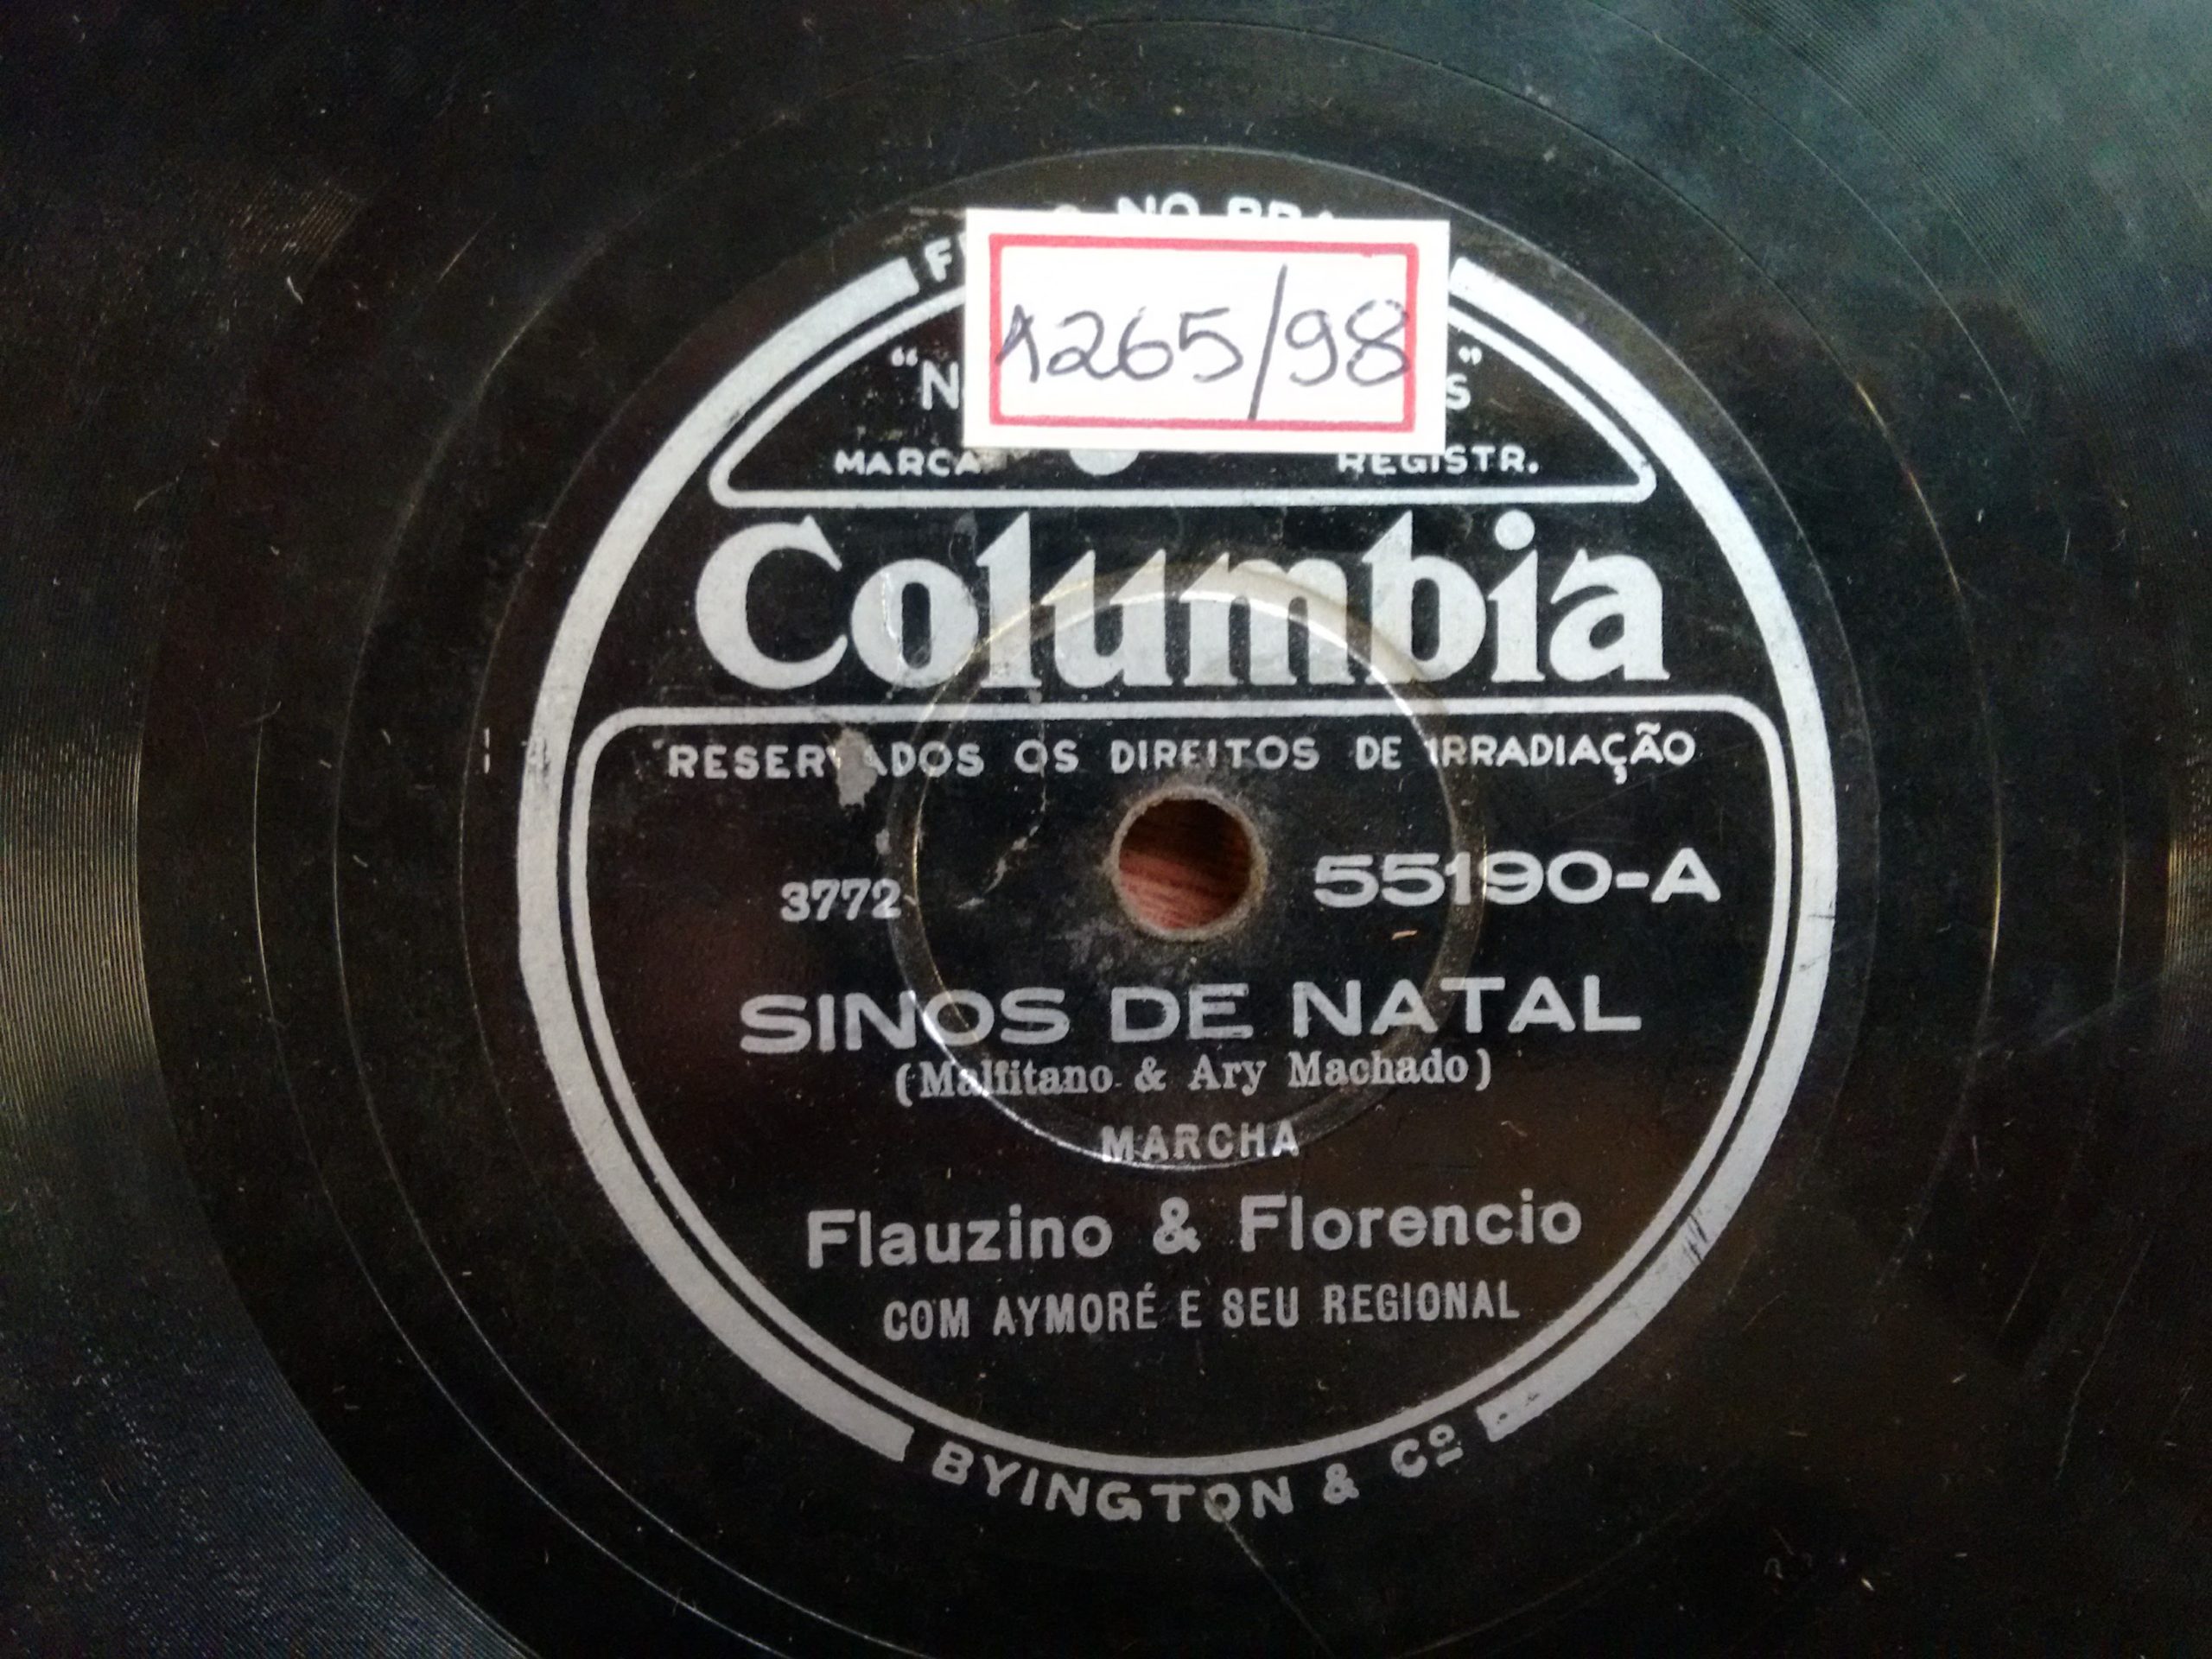 NO
1265/98
MARCA REGISTR.
Columbia
RESERVADOS OS DIREITOS DE IRRADIAÇÃO
3772 55190-A
SINOS DE NATAL
(Malfitano & Ary Machado)
MARCHA
Flauzino & Florencio
COM AYMORÉ E SEU REGIONAL
BYINGTON & Cº